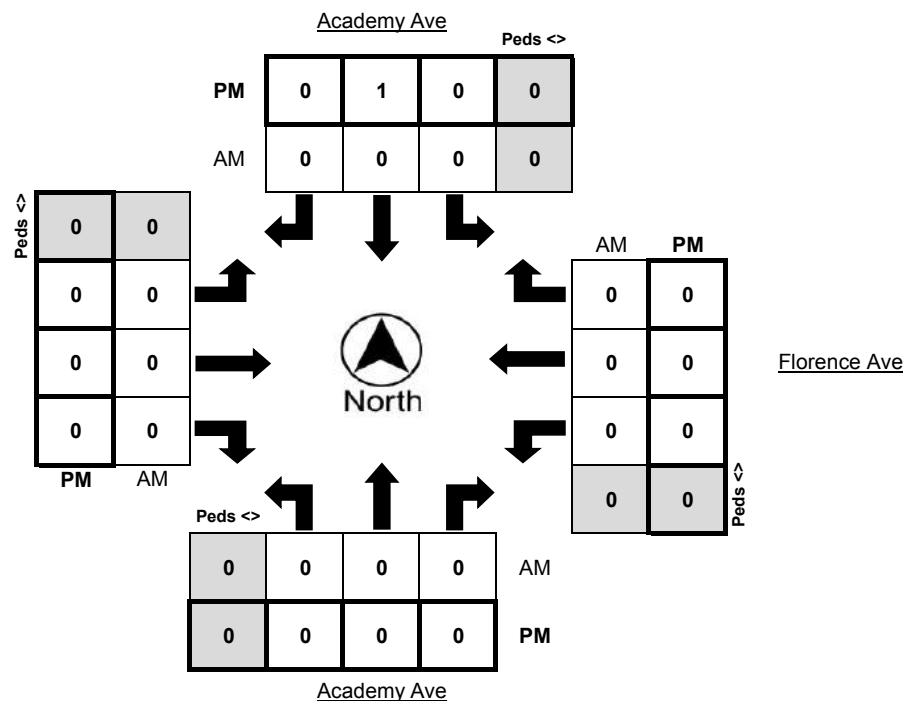 Academy Ave
Peds <>
PM 0 1 0 0
AM 0 0 0 0
Peds <>
0 0
0 0
0 0
0 0
PM AM
AM PM
0 0
0 0
0 0
0 0
Peds <>
Florence Ave
North
Peds <>
0 0 0 0 AM
0 0 0 0 PM
Academy Ave